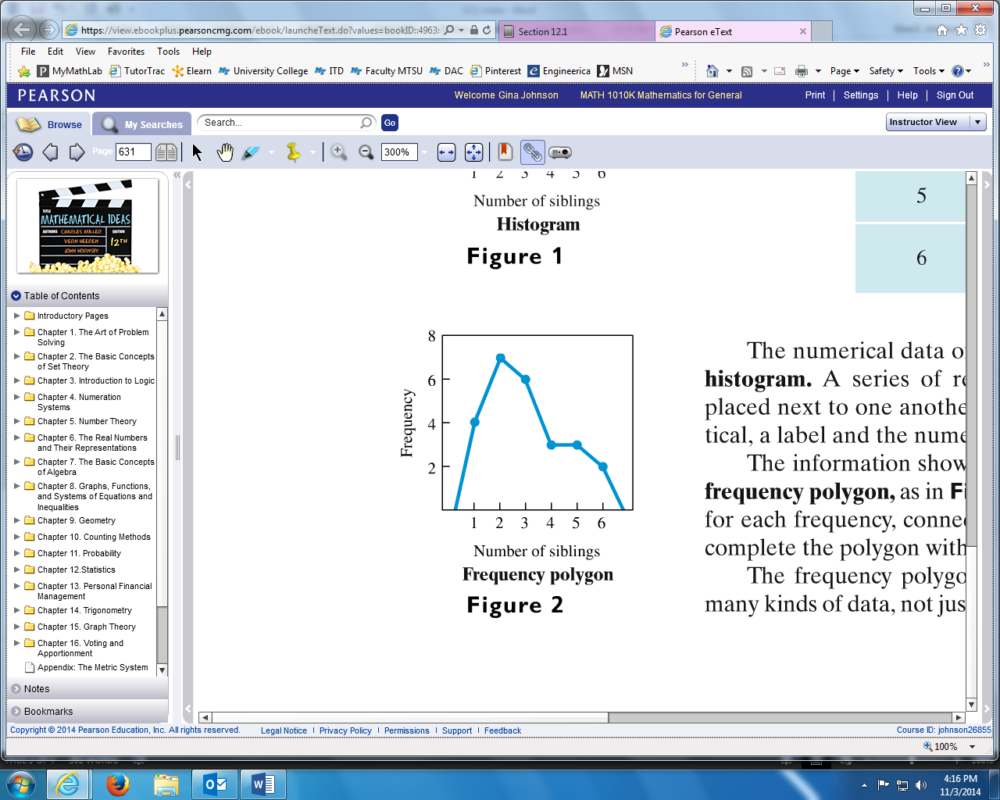 https://view.ebookplus.pearsoncmg.com/ebook/launcheText.do?values=bookID::4963:
Section 12.1
Pearson eText
File Edit View Favorites Tools Help
MyMathLab TutorTrac Elearn University College ITD Faculty MTSU DAC Pinterest Engineerica MSN
Page Safety Tools
PEARSON
Welcome Gina Johnson MATH 1010K Mathematics for General
Print Settings Help Sign Out
Browse My Searches Search... Go Instructor View
Page 631 300%
TITLE
MATHEMATICAL IDEAS
AUTHORS CHARLES MILLER EDITION
VERN HEEREN 12TH
JOHN HORNSBY
Table of Contents
Introductory Pages
Chapter 1. The Art of Problem
Solving
Chapter 2. The Basic Concepts
of Set Theory
Chapter 3. Introduction to Logic
Chapter 4. Numeration
Systems
Chapter 5. Number Theory
Chapter 6. The Real Numbers
and Their Representations
Chapter 7. The Basic Concepts
of Algebra
Chapter 8. Graphs, Functions,
and Systems of Equations and
Inequalities
Chapter 9. Geometry
Chapter 10. Counting Methods
Chapter 11. Probability
Chapter 12.Statistics
Chapter 13. Personal Financial
Management
Chapter 14. Trigonometry
Chapter 15. Graph Theory
Chapter 16. Voting and
Apportionment
Appendix: The Metric System
Notes
Bookmarks
1 2 3 4 5 6
Number of siblings
Histogram
Figure 1
5
6
8
6
4
2
Frequency
1 2 3 4 5 6
Number of siblings
Frequency polygon
Figure 2
The numerical data o
histogram. A series of re
placed next to one anothe
tical, a label and the nume
The information show
frequency polygon, as in Fi
for each frequency, conne
complete the polygon with
The frequency polygo
many kinds of data, not jus
Copyright © 2014 Pearson Education, Inc. All rights reserved. Legal Notice | Privacy Policy | Permissions | Support | Feedback
Course ID: johnson26855
100%
4:16 PM
11/3/2014